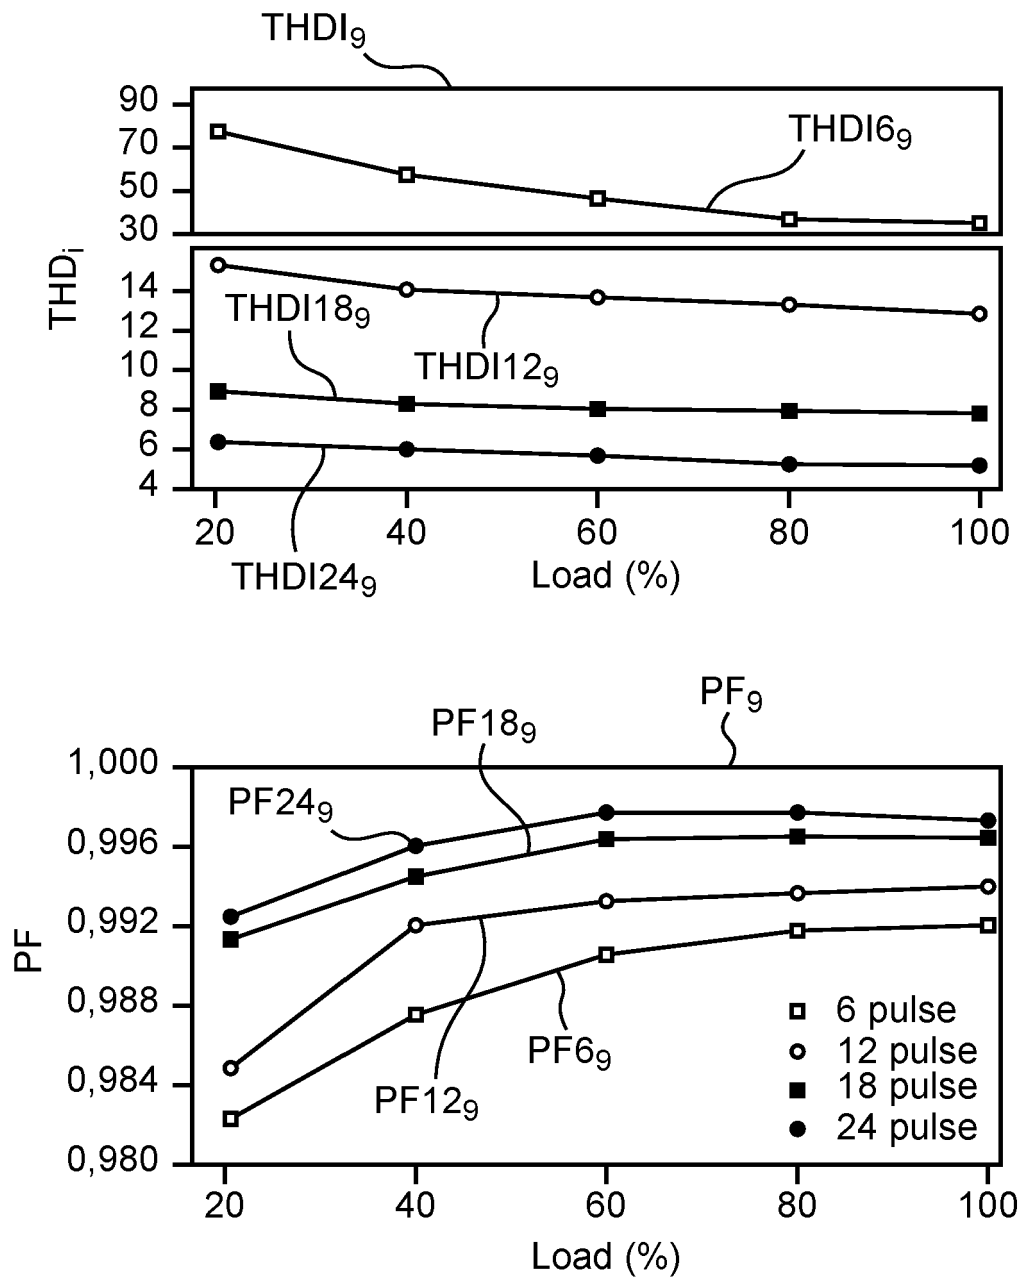 THDI9
THDI69
90
70
50
30
THDi
14
12
10
8
6
4
THDI189
THDI129
THDI249
20 40 60 80 100
Load (%)
PF9
PF189
PF249
1,000
0,996
0,992
0,988
0,984
0,980
PF
PF69
PF129
6 pulse
12 pulse
18 pulse
24 pulse
20 40 60 80 100
Load (%)